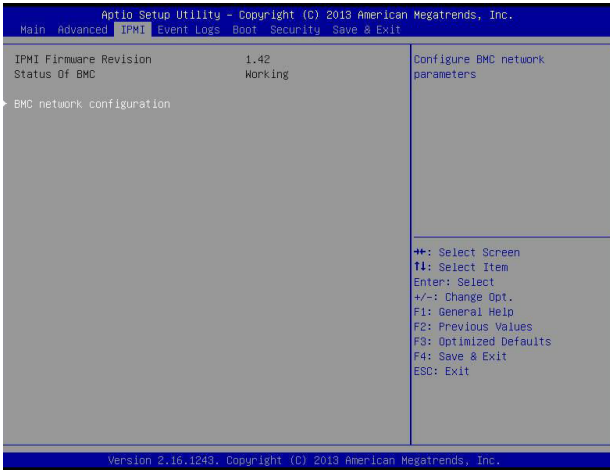 Aptio Setup Utility – Copyright (C) 2013 American Megatrends, Inc.
Main Advanced IPMI Event Logs Boot Security Save & Exit
IPMI Firmware Revision 1.42
Status Of BMC Working
BMC network configuration
Configure BMC network
parameters
→←: Select Screen
↑↓: Select Item
Enter: Select
+/-: Change Opt.
F1: General Help
F2: Previous Values
F3: Optimized Defaults
F4: Save & Exit
ESC: Exit
Version 2.16.1243. Copyright (C) 2013 American Megatrends, Inc.